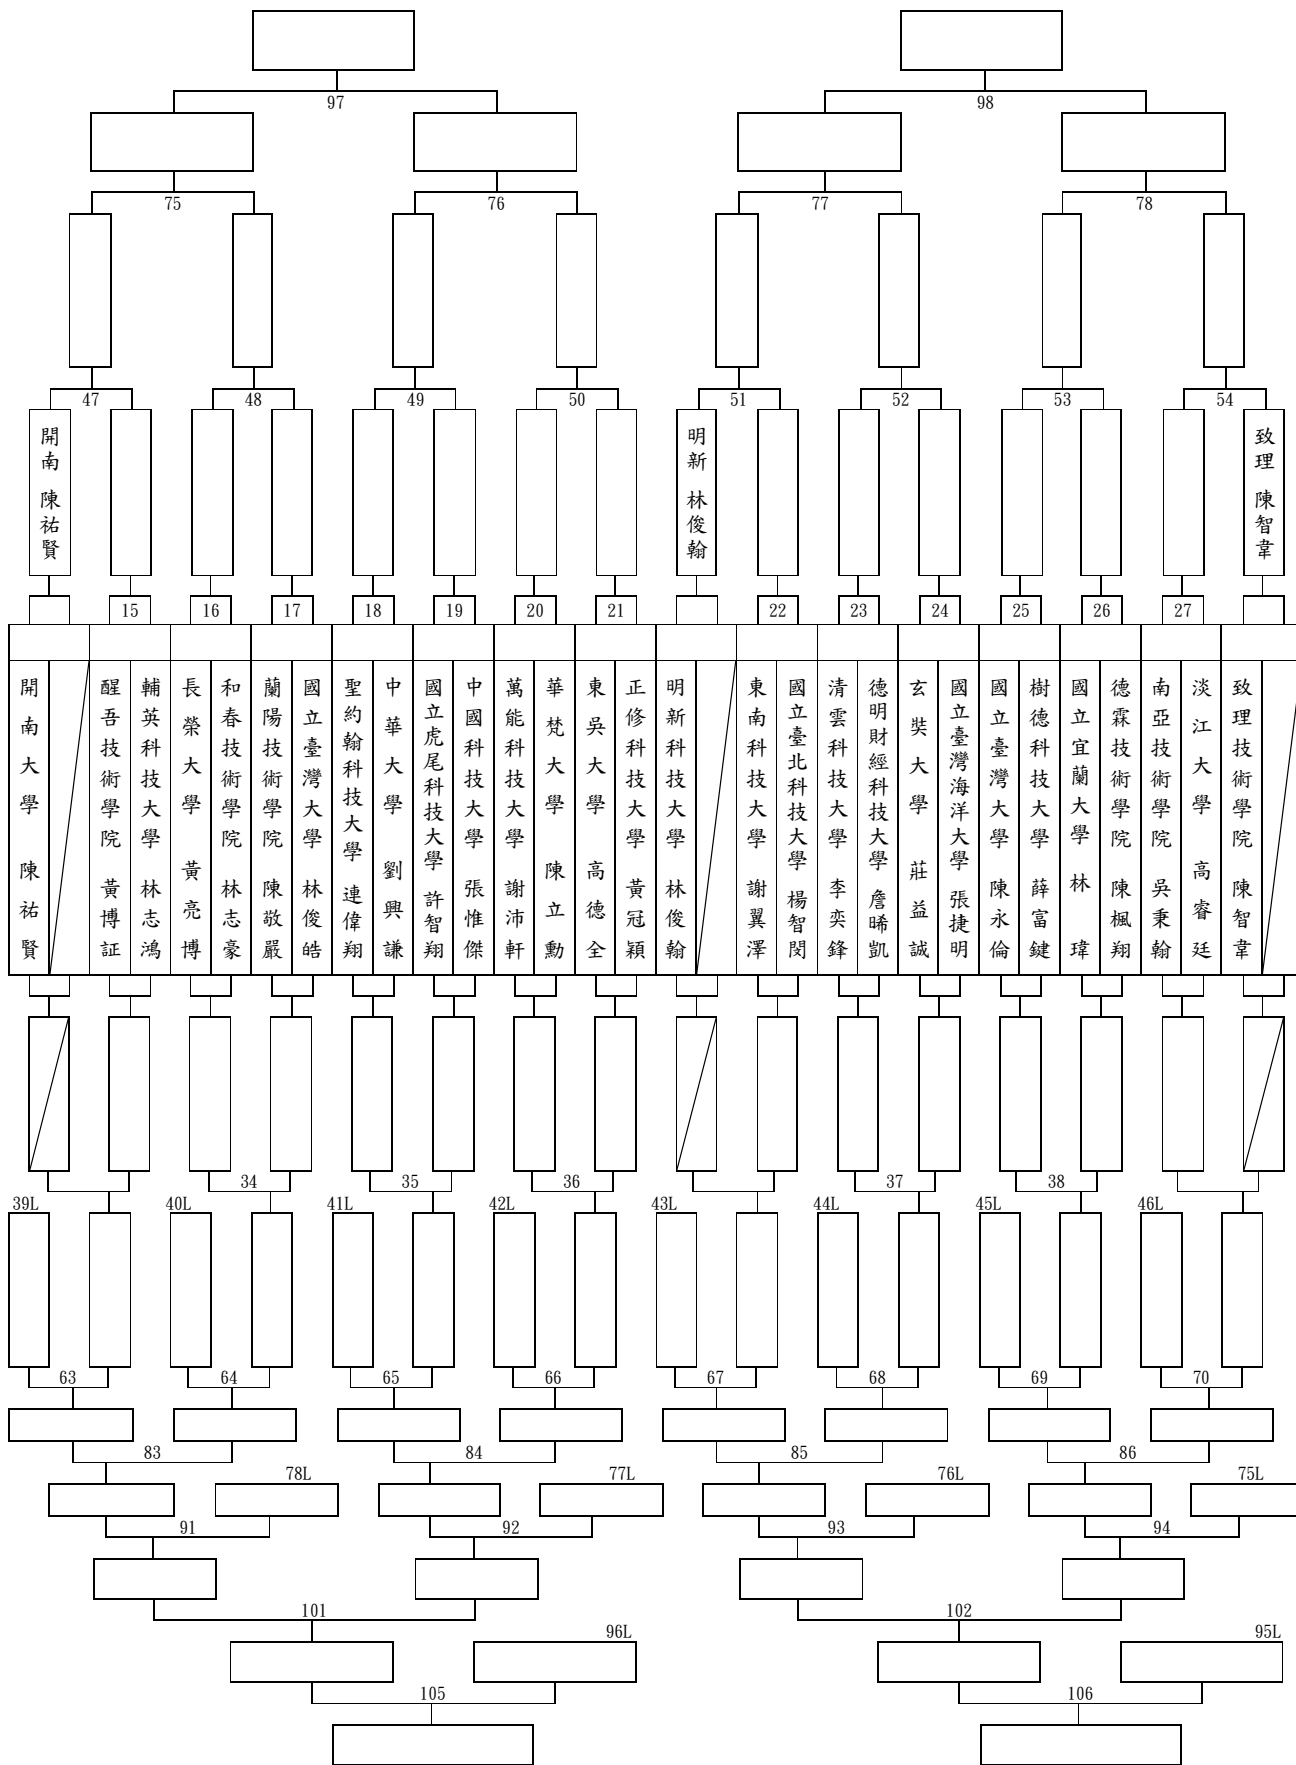 97
98
75
76
77
78
47
48
49
50
51
52
53
54
開南 陳祐賢
明新 林俊翰
致理 陳智韋
15
16
17
18
19
20
21
22
23
24
25
26
27
開南大學 陳祐賢
醒吾技術學院 黃博証
輔英科技大學 林志鴻
長榮大學 黃亮博
和春技術學院 林志豪
蘭陽技術學院 陳敬嚴
國立臺灣大學 林俊皓
聖約翰科技大學 連偉翔
中華大學 劉興謙
國立虎尾科技大學 許智翔
中國科技大學 張惟傑
萬能科技大學 謝沛軒
華梵大學 陳立勳
東吳大學 高德全
正修科技大學 黃冠穎
明新科技大學 林俊翰
東南科技大學 謝翼澤
國立臺北科技大學 楊智閔
清雲科技大學 李奕鋒
德明財經科技大學 詹晞凱
玄奘大學 莊益誠
國立臺灣海洋大學 張捷明
國立臺灣大學 陳永倫
樹德科技大學 薛富鍵
國立宜蘭大學 林瑋
德霖技術學院 陳楓翔
南亞技術學院 吳秉翰
淡江大學 高睿廷
致理技術學院 陳智韋
34
35
36
37
38
39L
40L
41L
42L
43L
44L
45L
46L
63
64
65
66
67
68
69
70
83
84
85
86
78L
77L
76L
75L
91
92
93
94
101
102
96L
95L
105
106